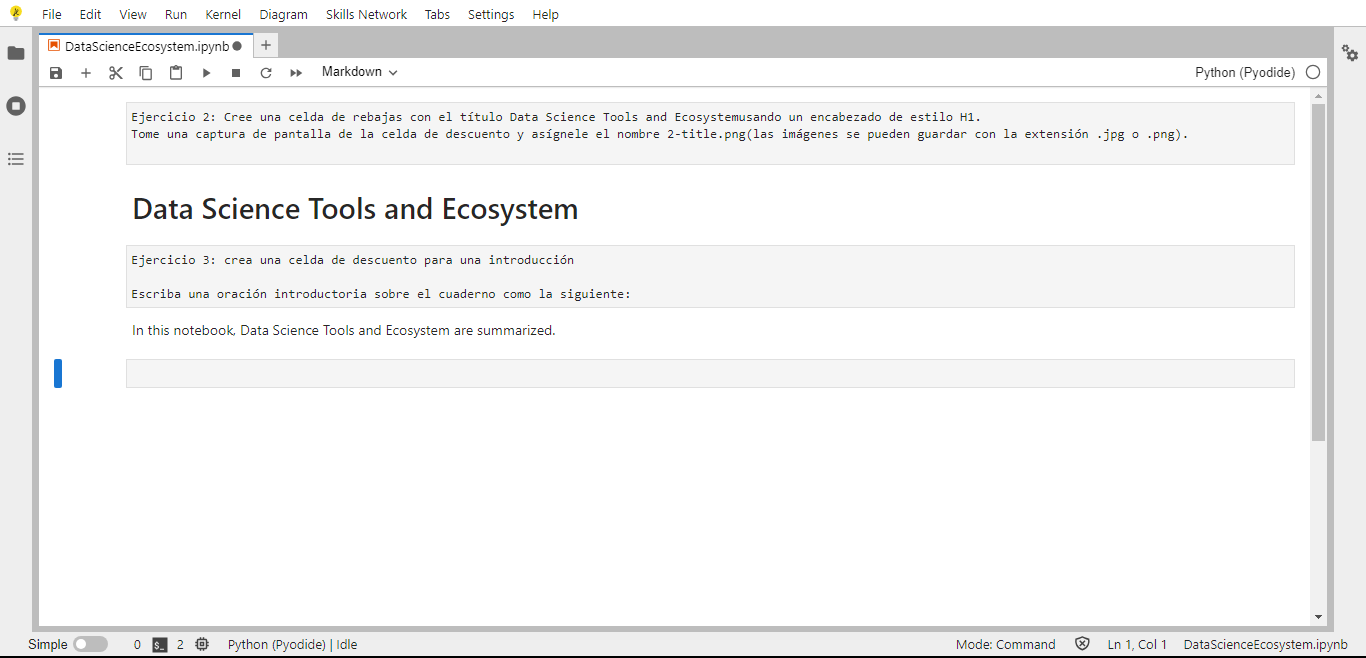 File Edit View Run Kernel Diagram Skills Network Tabs Settings Help
DataScienceEcosystem.ipynb
Markdown
Python (Pyodide)
Ejercicio 2: Cree una celda de rebajas con el título Data Science Tools and Ecosystemusando un encabezado de estilo H1.
Tome una captura de pantalla de la celda de descuento y asígnele el nombre 2-title.png(las imágenes se pueden guardar con la extensión .jpg o .png).
Data Science Tools and Ecosystem
Ejercicio 3: crea una celda de descuento para una introducción
Escriba una oración introductoria sobre el cuaderno como la siguiente:
In this notebook, Data Science Tools and Ecosystem are summarized.
Simple 0 $_ 2 Python (Pyodide) | Idle Mode: Command Ln 1, Col 1 DataScienceEcosystem.ipynb